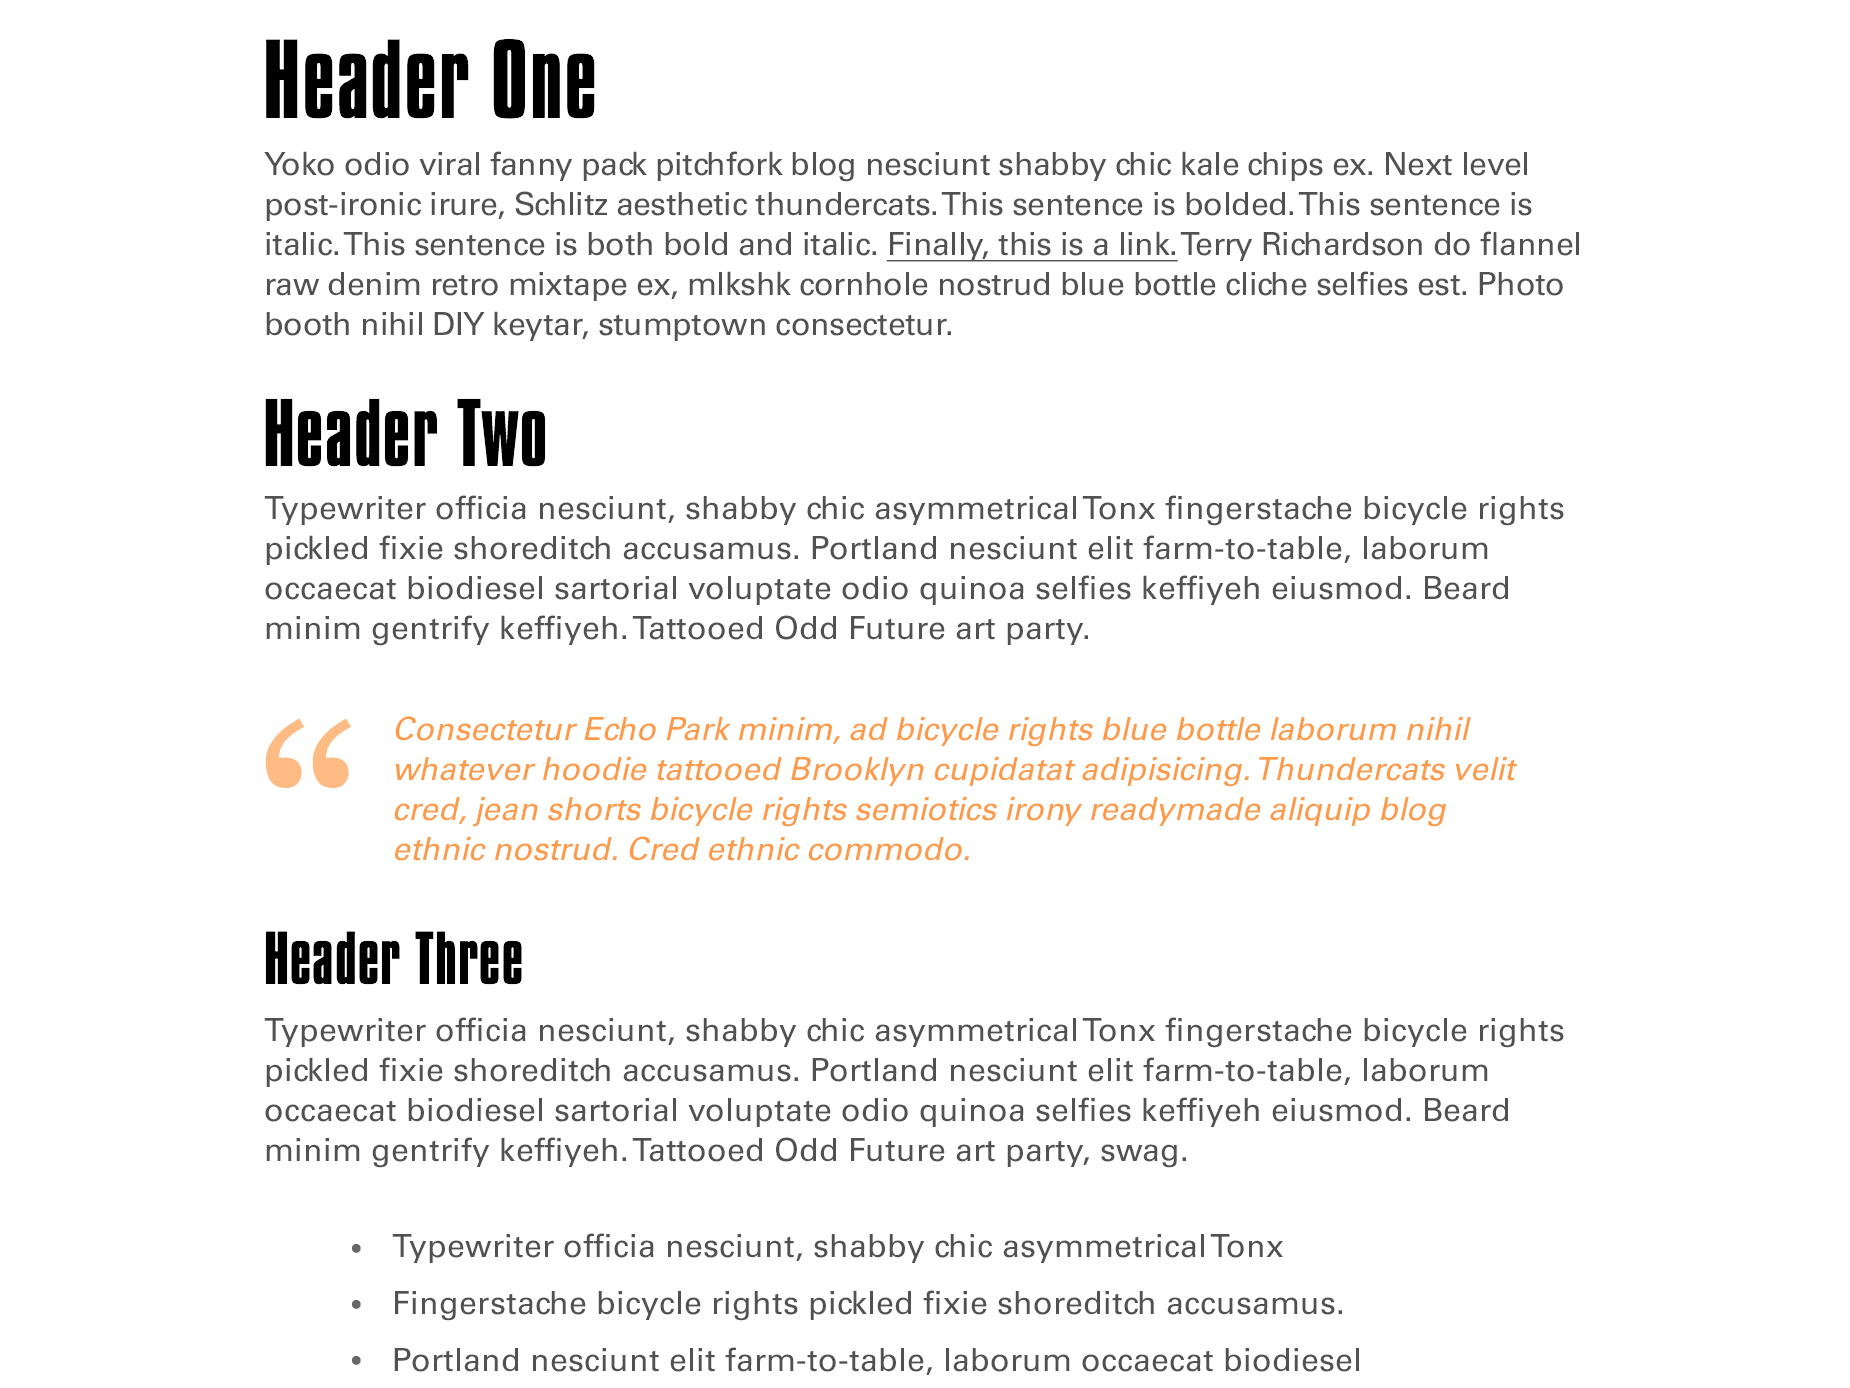 Header One
Yoko odio viral fanny pack pitchfork blog nesciunt shabby chic kale chips ex. Next level
post-ironic irure, Schlitz aesthetic thundercats. This sentence is bolded. This sentence is
italic. This sentence is both bold and italic. Finally, this is a link. Terry Richardson do flannel
raw denim retro mixtape ex, mlkshk cornhole nostrud blue bottle cliche selfies est. Photo
booth nihil DIY keytar, stumptown consectetur.
Header Two
Typewriter officia nesciunt, shabby chic asymmetrical Tonx fingerstache bicycle rights
pickled fixie shoreditch accusamus. Portland nesciunt elit farm-to-table, laborum
occaecat biodiesel sartorial voluptate odio quinoa selfies keffiyeh eiusmod. Beard
minim gentrify keffiyeh. Tattooed Odd Future art party.
“
Consectetur Echo Park minim, ad bicycle rights blue bottle laborum nihil
whatever hoodie tattooed Brooklyn cupidatat adipisicing. Thundercats velit
cred, jean shorts bicycle rights semiotics irony readymade aliquip blog
ethnic nostrud. Cred ethnic commodo.
Header Three
Typewriter officia nesciunt, shabby chic asymmetrical Tonx fingerstache bicycle rights
pickled fixie shoreditch accusamus. Portland nesciunt elit farm-to-table, laborum
occaecat biodiesel sartorial voluptate odio quinoa selfies keffiyeh eiusmod. Beard
minim gentrify keffiyeh. Tattooed Odd Future art party, swag.
• Typewriter officia nesciunt, shabby chic asymmetrical Tonx
• Fingerstache bicycle rights pickled fixie shoreditch accusamus.
• Portland nesciunt elit farm-to-table, laborum occaecat biodiesel